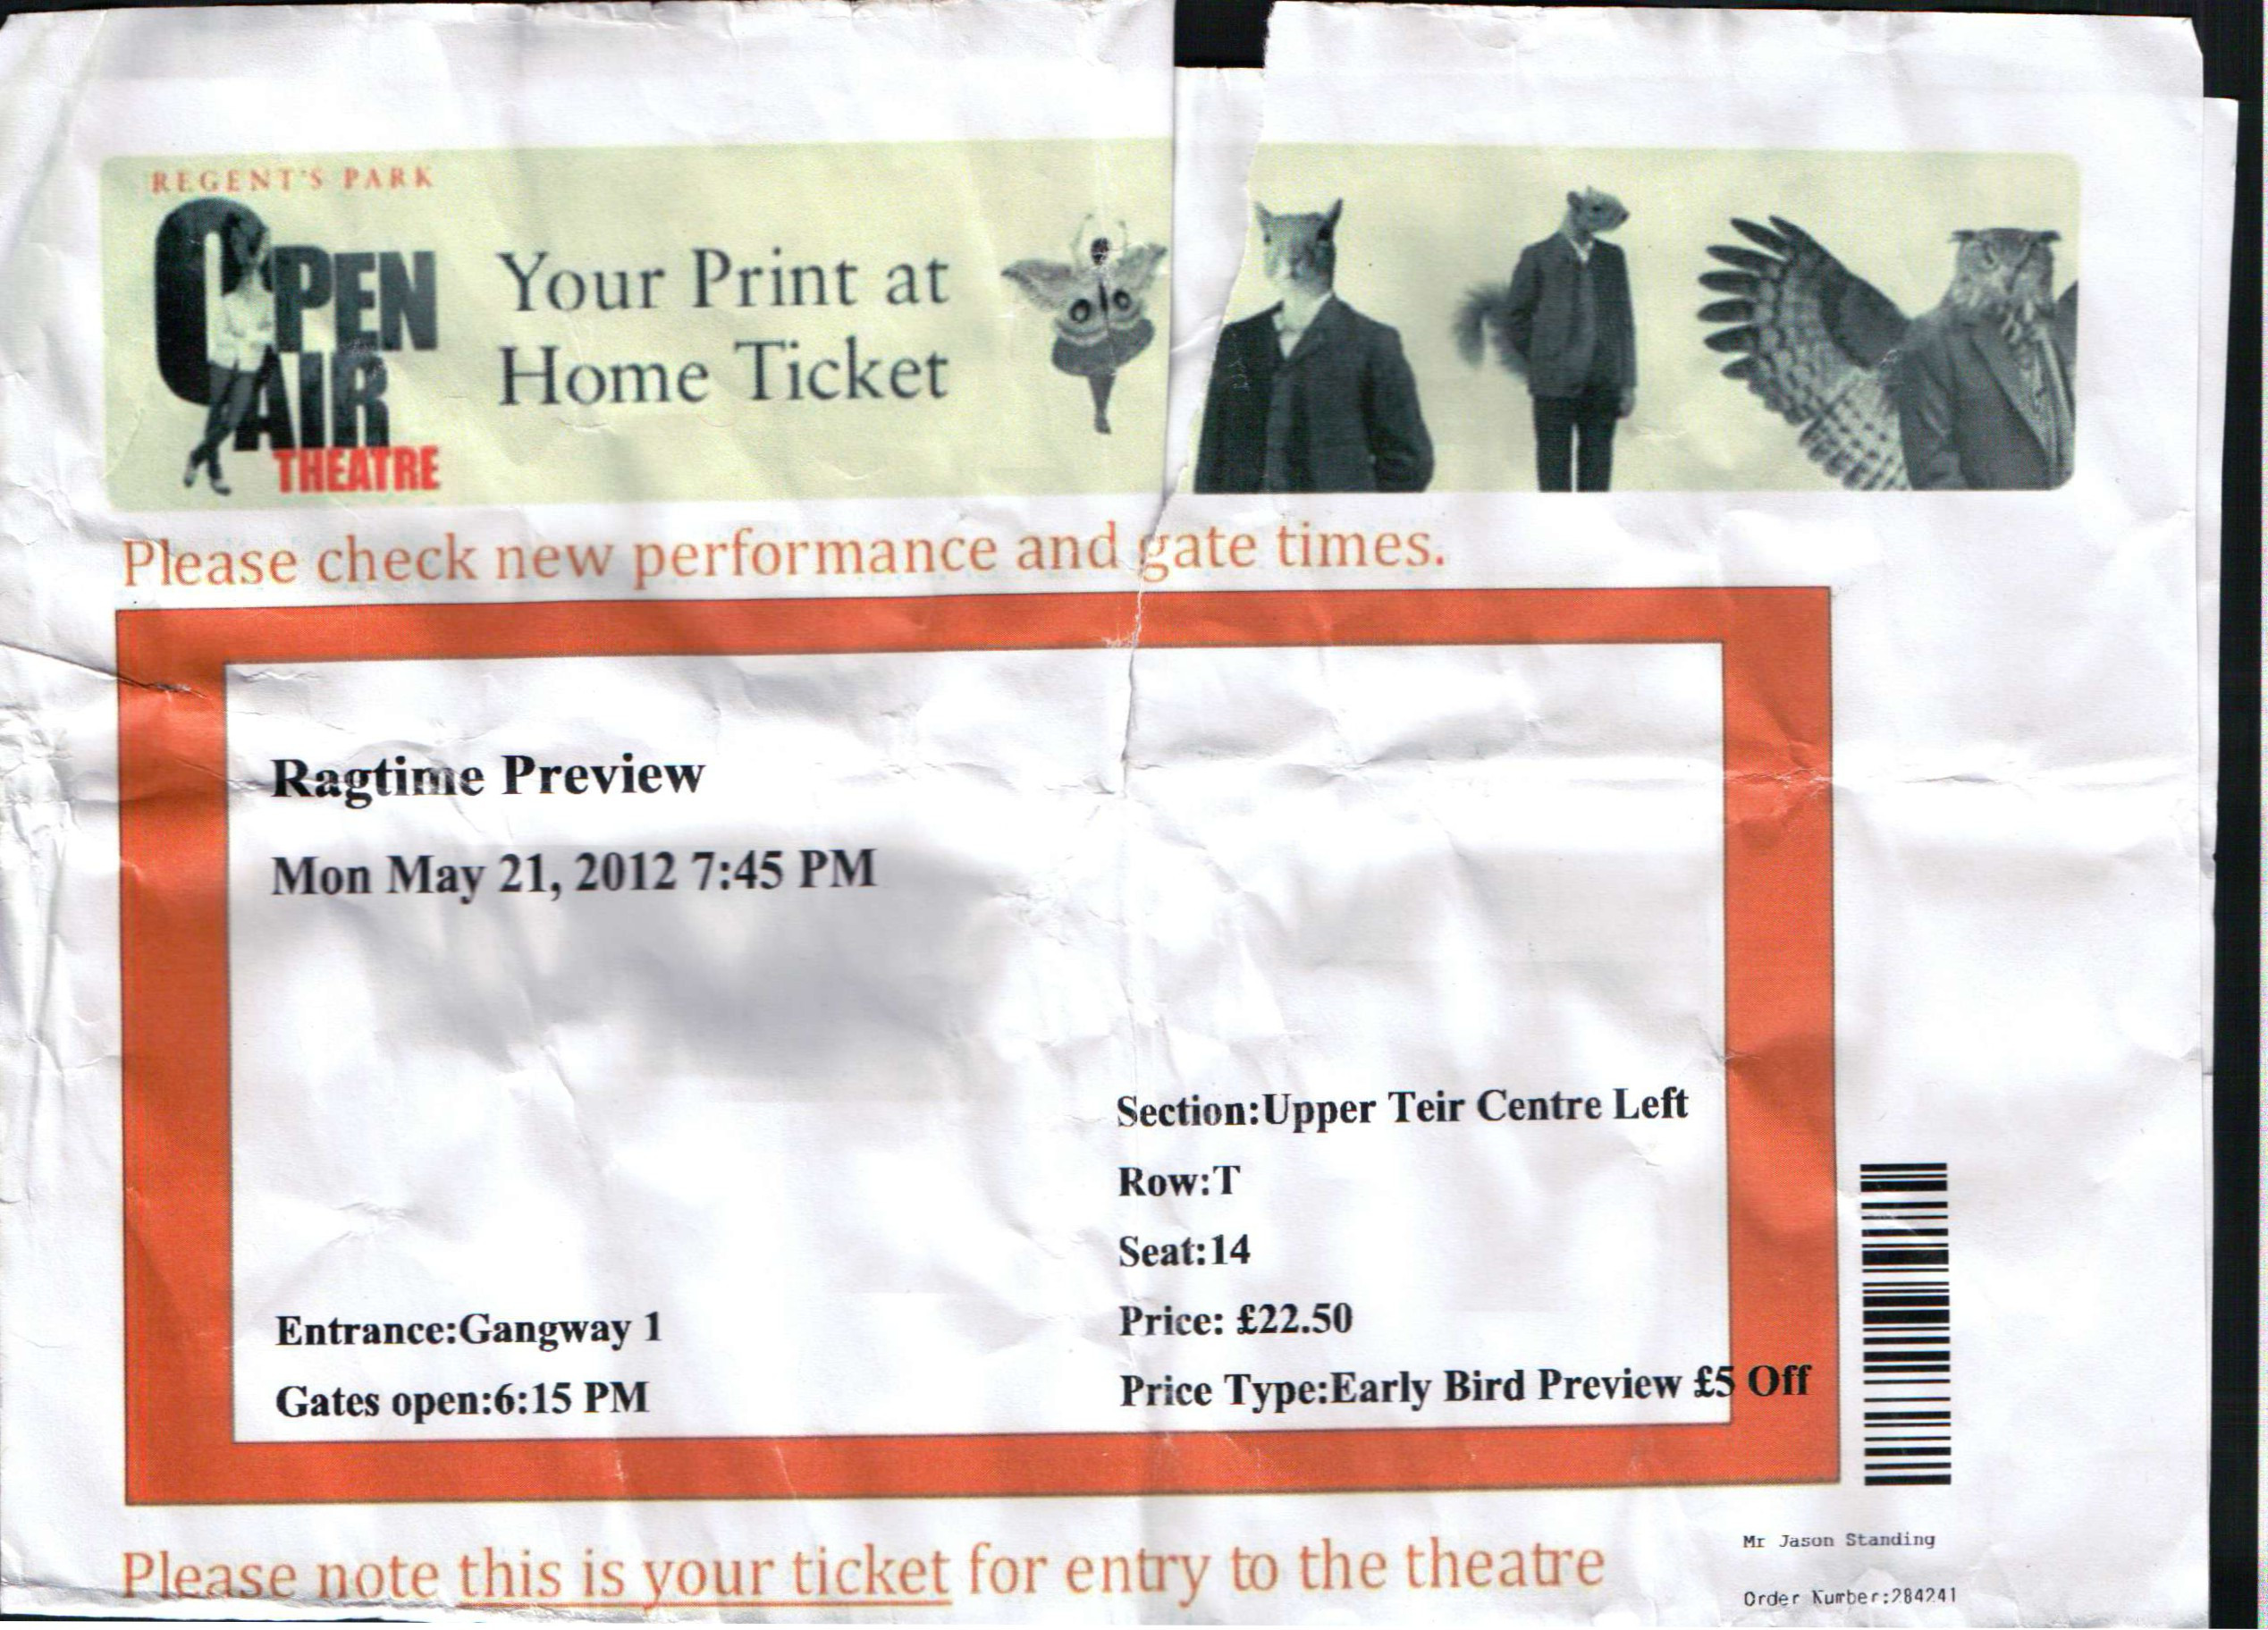 REGENT'S PARK
OPEN
AIR
THEATRE
Your Print at
Home Ticket
Please check new performance and gate times.
Ragtime Preview
Mon May 21, 2012 7:45 PM
Section:Upper Teir Centre Left
Row:T
Seat:14
Price: £22.50
Price Type:Early Bird Preview £5 Off
Entrance:Gangway 1
Gates open:6:15 PM
Please note this is your ticket for entry to the theatre
Mr Jason Standing
Order Number:284241